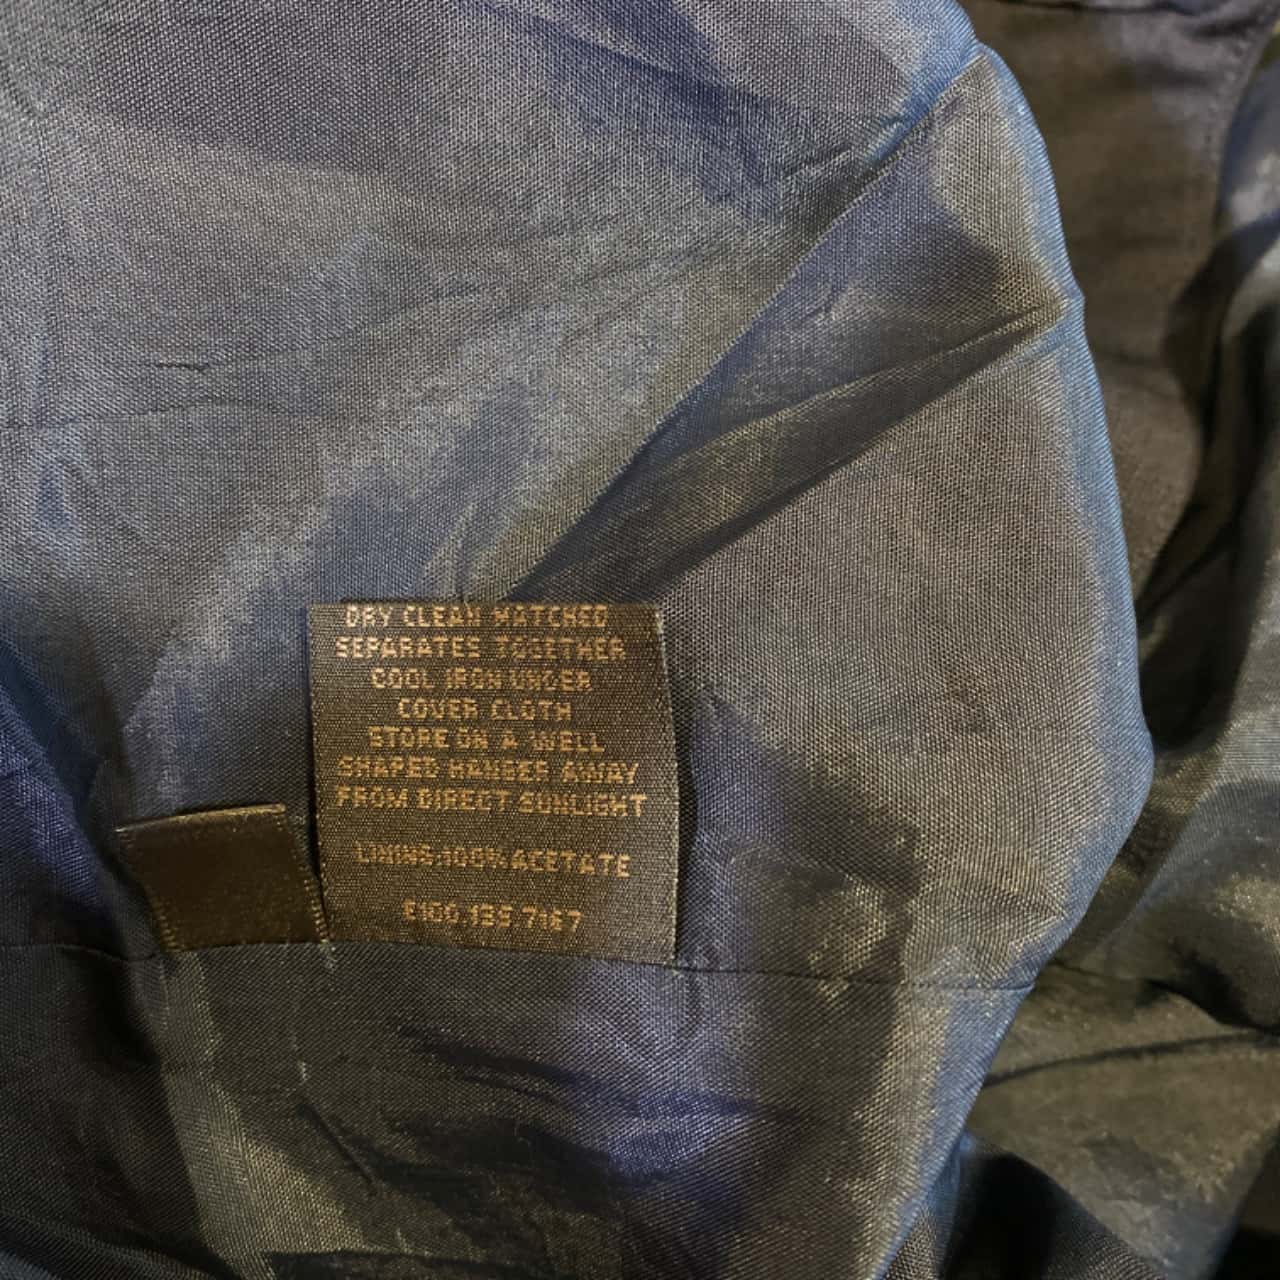 DRY CLEAN MATCHED
SEPARATES TOGETHER
COOL IRON UNDER
COVER CLOTH
STORE ON A WELL
SHAPED HANGER AWAY
FROM DIRECT SUNLIGHT
LINING:100% ACETATE
7167